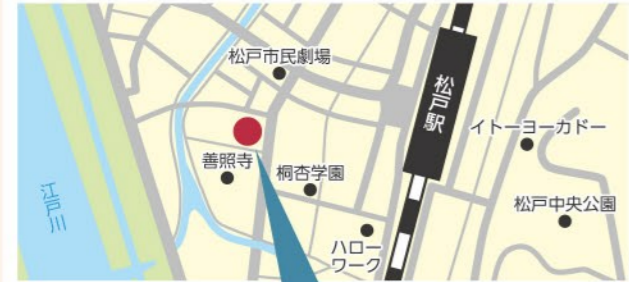 松戸市民劇場
松戸駅
イトーヨーカドー
善照寺
桐杏学園
江戸川
松戸中央公園
ハロー
ワーク